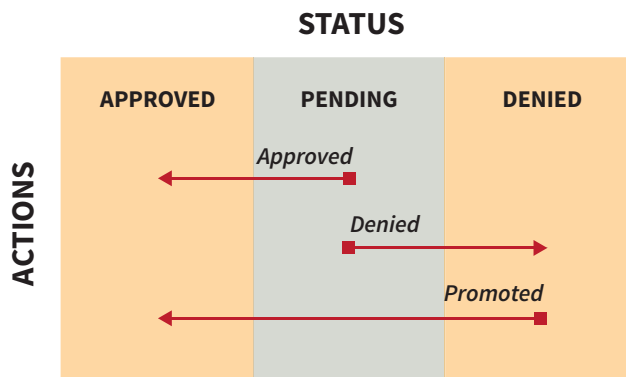 STATUS
APPROVED PENDING DENIED
ACTIONS
Approved
Denied
Promoted